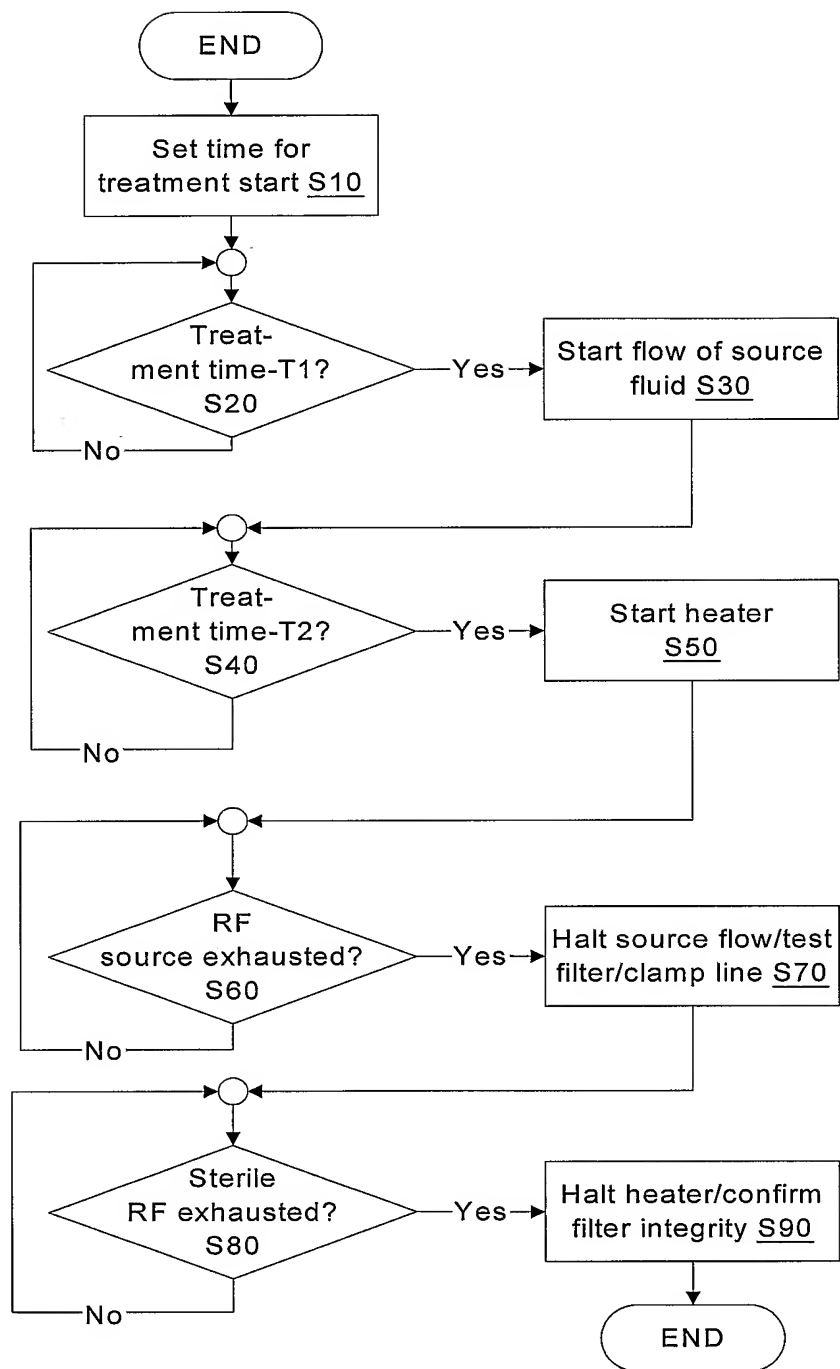 END
Set time for
treatment start S10
Treat-
ment time-T1?
S20
Yes
Start flow of source
fluid S30
No
Treat-
ment time-T2?
S40
Yes
Start heater
S50
No
RF
source exhausted?
S60
Yes
Halt source flow/test
filter/clamp line S70
No
Sterile
RF exhausted?
S80
Yes
Halt heater/confirm
filter integrity S90
No
END